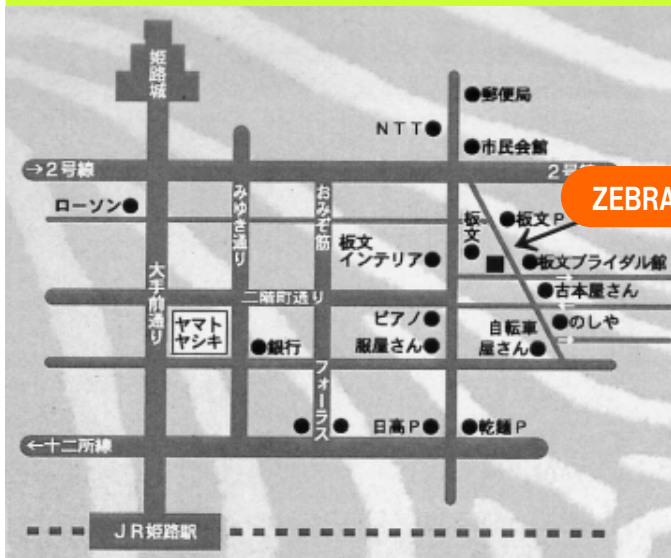 姫路城
●郵便局
NTT●
●市民会館
→2号線
2号線
ZEBRA
ローソン●
みゆき通り
おみぞ筋
板文
●板文P
板文
インテリア●
●板文ブライダル館
大手前通り
二階町通り
●古本屋さん
ヤマト
ヤシキ
●銀行
ピアノ●
服屋さん●
自転車
屋さん●
●のしや
フォーラス
日高P●
●乾麺P
←十二所線
JR姫路駅